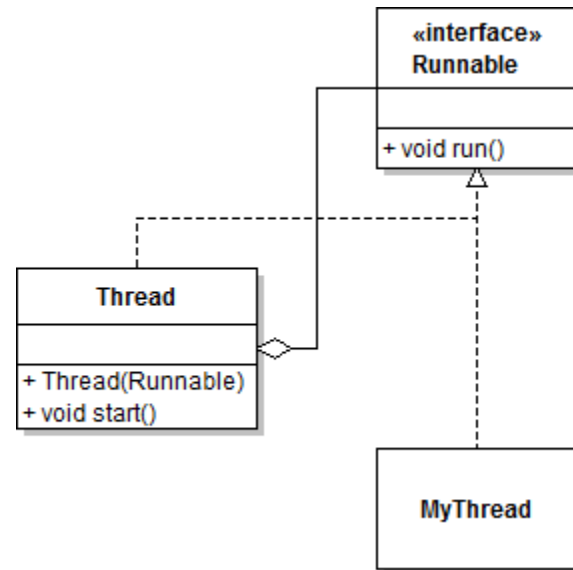 «interface»
Runnable
+ void run()
Thread
+ Thread(Runnable)
+ void start()
MyThread